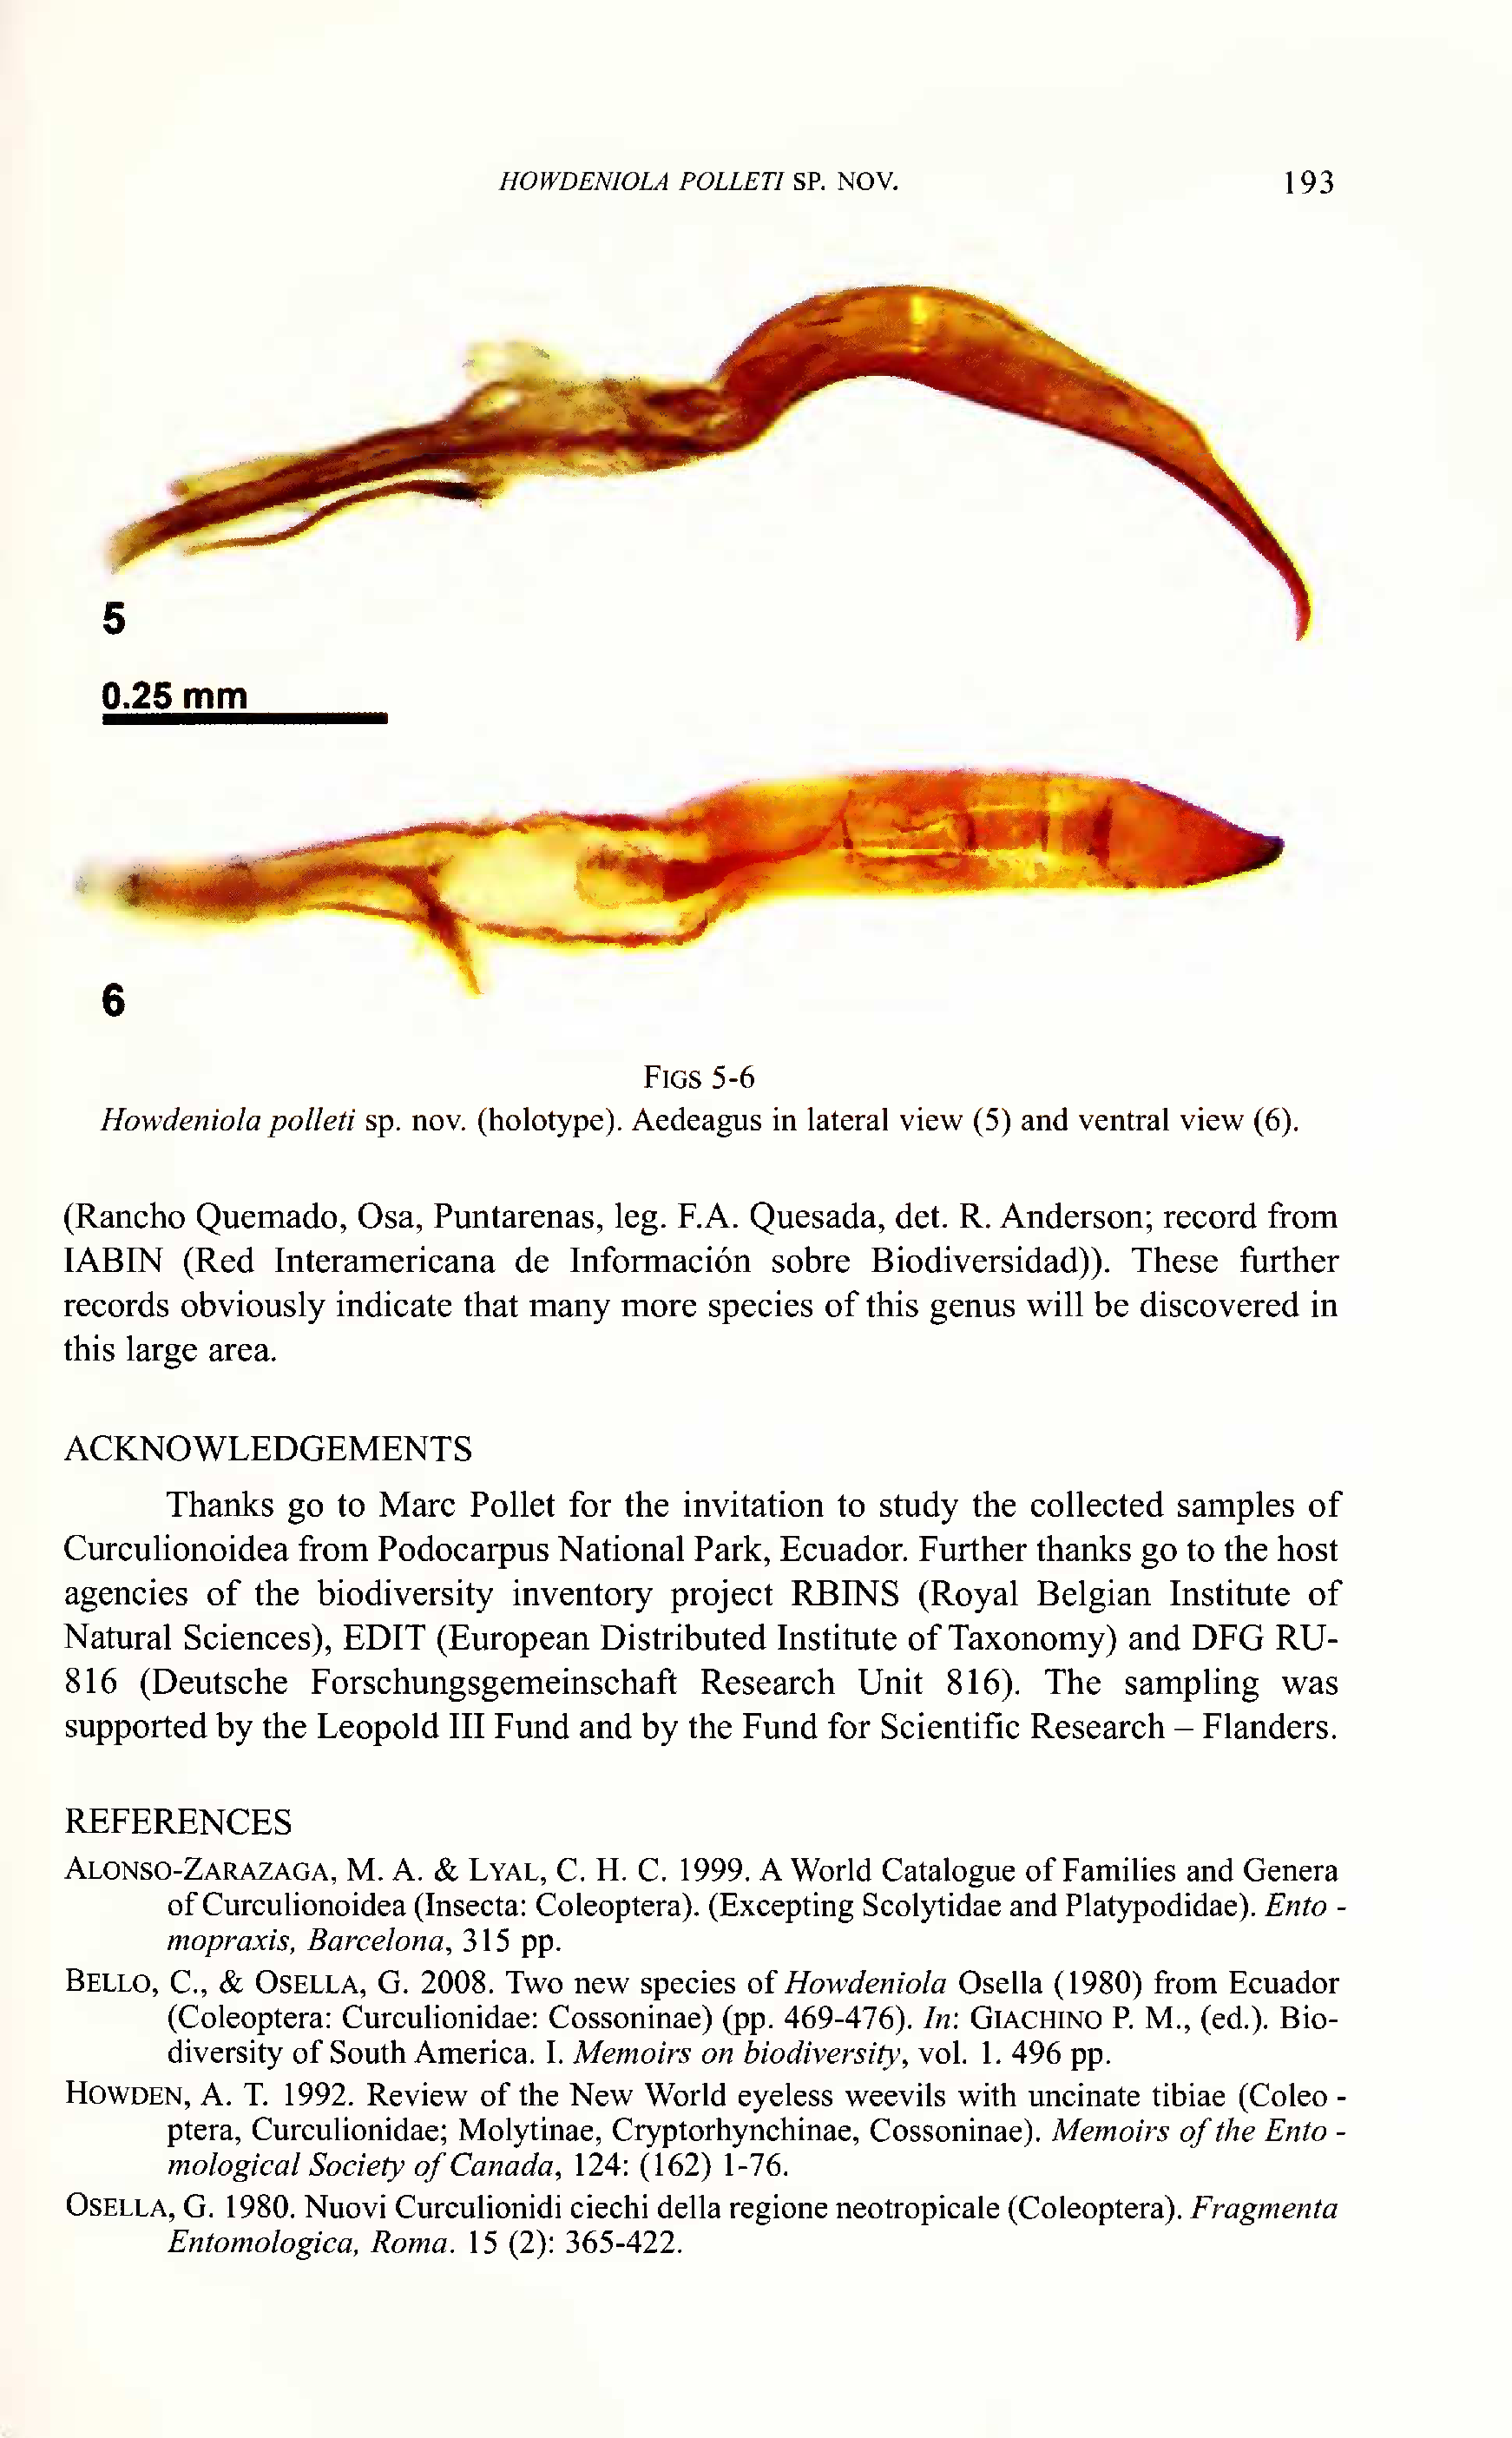 HOWDENIOLA POLLETI SP. NOV. 193
5
0.25 mm
6
FIGS 5-6
Howdeniola polleti sp. nov. (holotype). Aedeagus in lateral view (5) and ventral view (6).
(Rancho Quemado, Osa, Puntarenas, leg. F.A. Quesada, det. R. Anderson; record from
IABIN (Red Interamericana de Información sobre Biodiversidad)). These further
records obviously indicate that many more species of this genus will be discovered in
this large area.
ACKNOWLEDGEMENTS
Thanks go to Marc Pollet for the invitation to study the collected samples of
Curculionoidea from Podocarpus National Park, Ecuador. Further thanks go to the host
agencies of the biodiversity inventory project RBINS (Royal Belgian Institute of
Natural Sciences), EDIT (European Distributed Institute of Taxonomy) and DFG RU-
816 (Deutsche Forschungsgemeinschaft Research Unit 816). The sampling was
supported by the Leopold III Fund and by the Fund for Scientific Research – Flanders.
REFERENCES
ALONSO-ZARAZAGA, M. A. & LYAL, C. H. C. 1999. A World Catalogue of Families and Genera
of Curculionoidea (Insecta: Coleoptera). (Excepting Scolytidae and Platypodidae). Ento -
mopraxis, Barcelona, 315 pp.
BELLO, C., & OSELLA, G. 2008. Two new species of Howdeniola Osella (1980) from Ecuador
(Coleoptera: Curculionidae: Cossoninae) (pp. 469-476). In: GIACHINO P. M., (ed.). Bio-
diversity of South America. I. Memoirs on biodiversity, vol. 1. 496 pp.
HOWDEN, A. T. 1992. Review of the New World eyeless weevils with uncinate tibiae (Coleo -
ptera, Curculionidae; Molytinae, Cryptorhynchinae, Cossoninae). Memoirs of the Ento -
mological Society of Canada, 124: (162) 1-76.
OSELLA, G. 1980. Nuovi Curculionidi ciechi della regione neotropicale (Coleoptera). Fragmenta
Entomologica, Roma. 15 (2): 365-422.